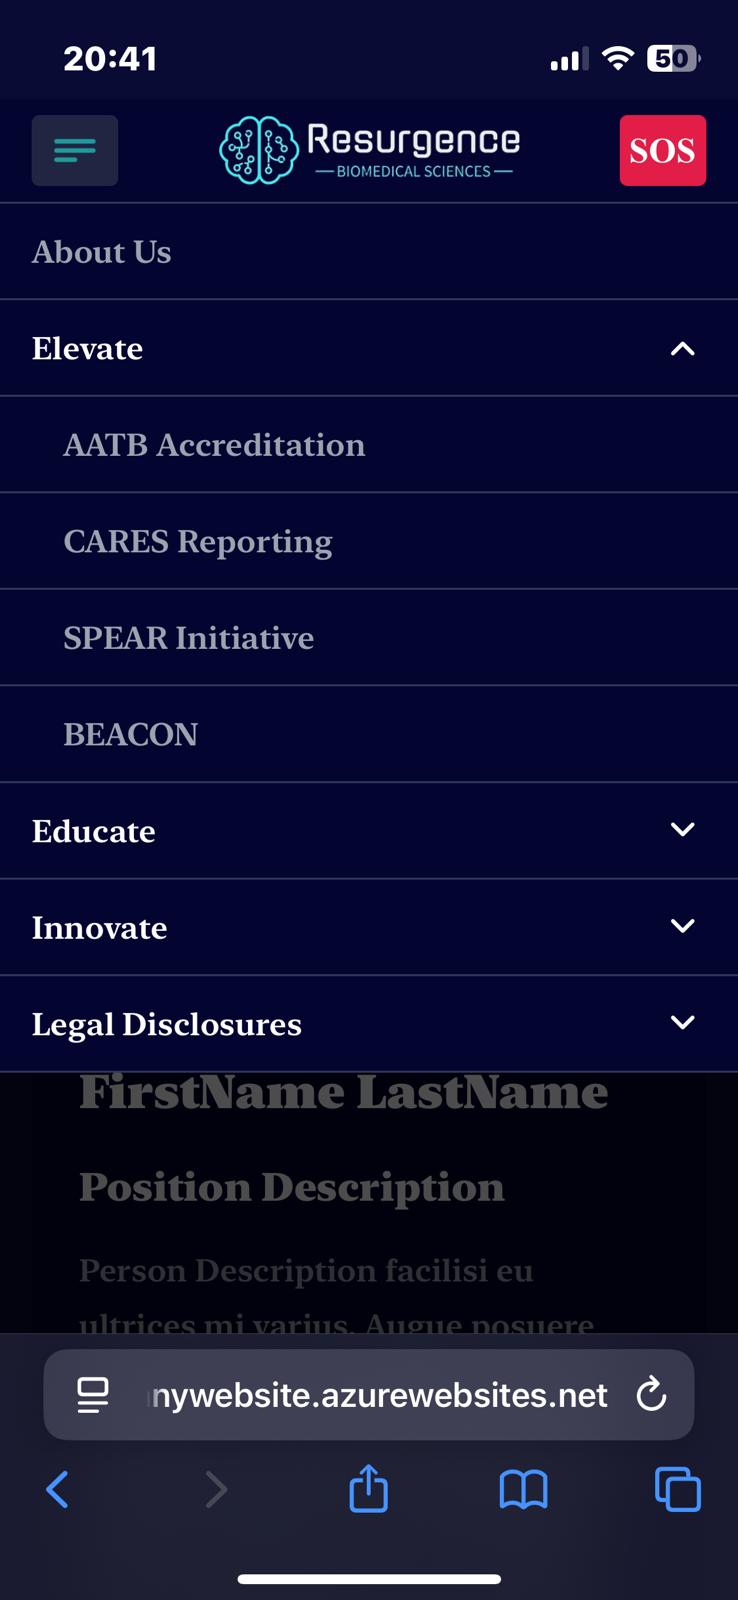 20:41
50
Resurgence
BIOMEDICAL SCIENCES
SOS
About Us
Elevate
AATB Accreditation
CARES Reporting
SPEAR Initiative
BEACON
Educate
Innovate
Legal Disclosures
FirstName LastName
Position Description
Person Description facilisi eu
ultrices mi varius. Augue posuere
nywebsite.azurewebsites.net